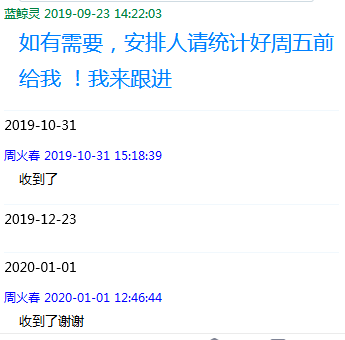 蓝鲸灵 2019-09-23 14:22:03
如有需要，安排人请统计好周五前
给我 ！我来跟进
2019-10-31
周火春 2019-10-31 15:18:39
收到了
2019-12-23
2020-01-01
周火春 2020-01-01 12:46:44
收到了谢谢